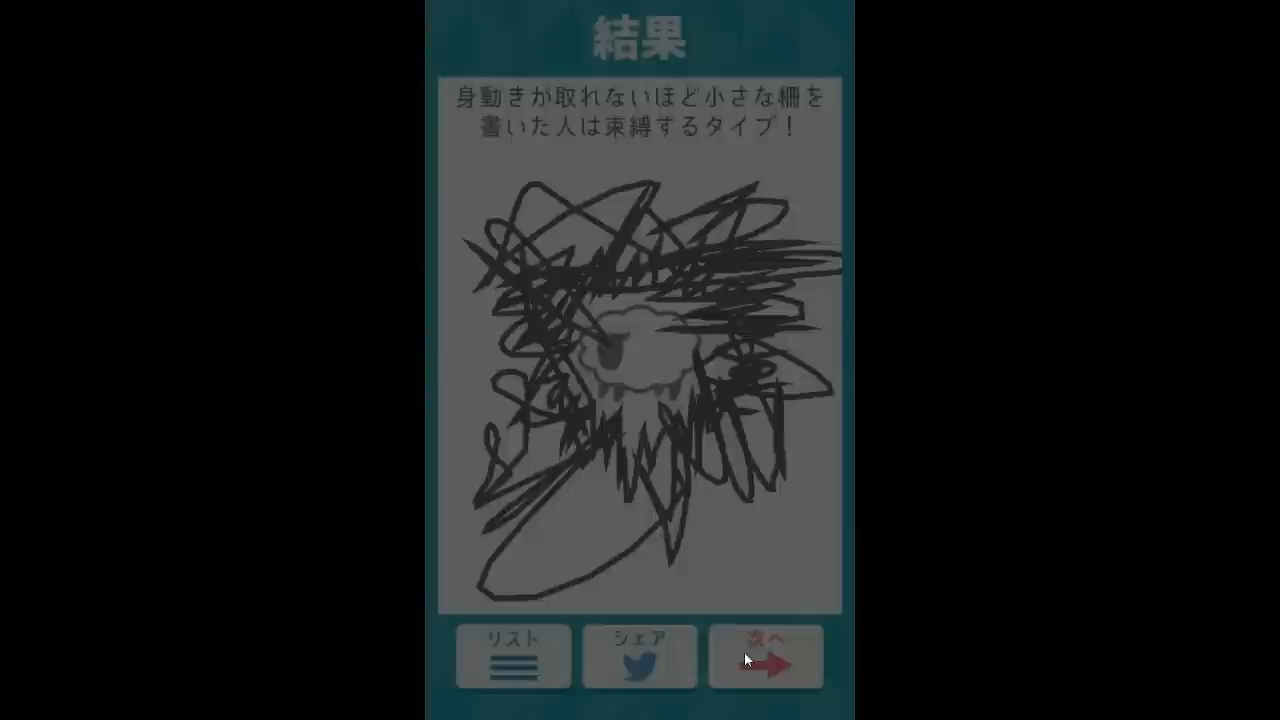 結果
身動きが取れないほど小さな柵を
書いた人は束縛するタイプ！
リスト
シェア
次へ